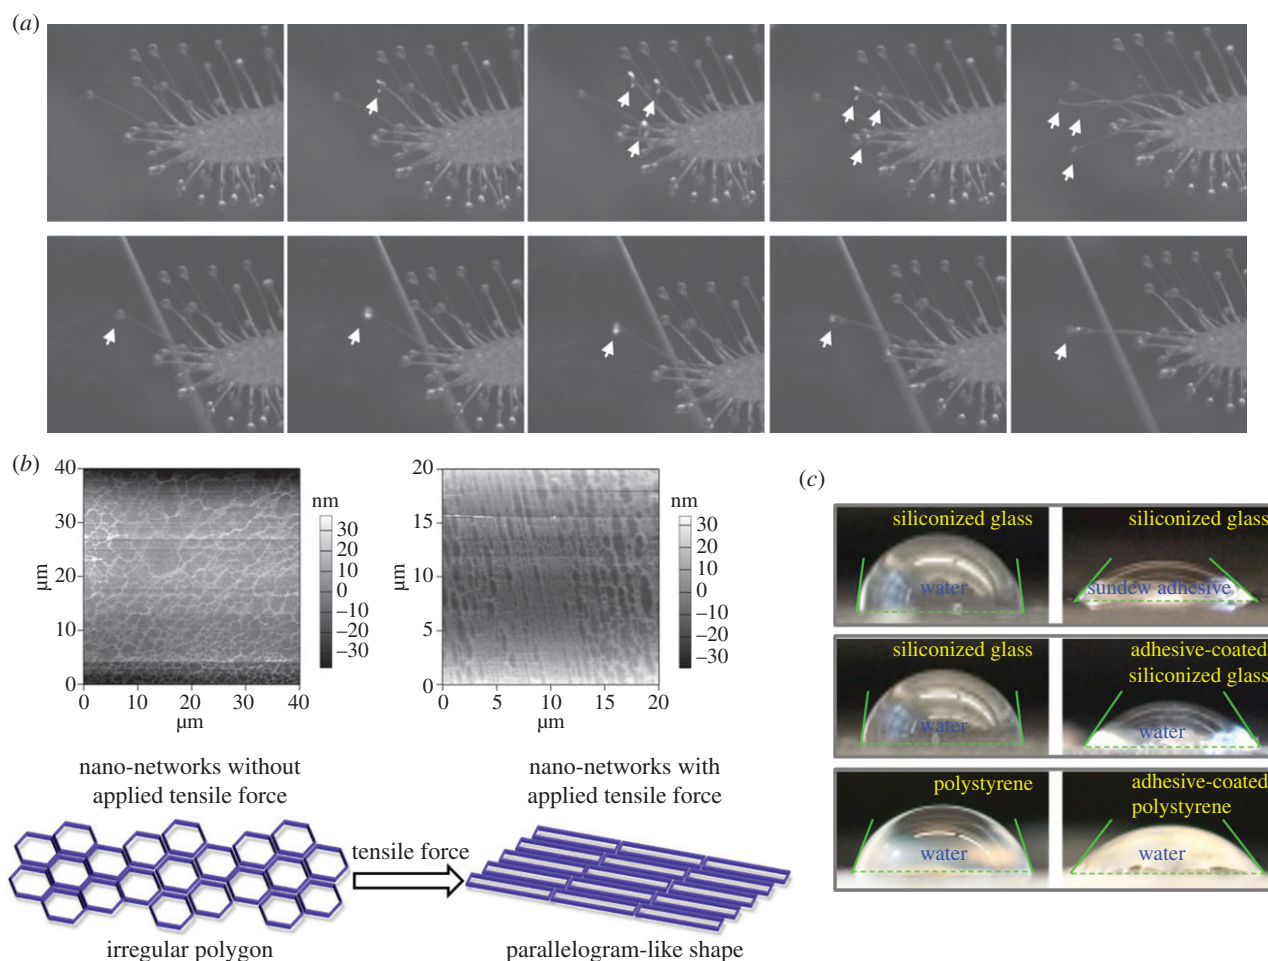 (a)
(b)
40
30
20
10
0
µm
0
10
20
30
40
µm
nm
30
20
10
0
–10
–20
–30
20
15
10
5
0
µm
0
5
10
15
20
µm
nm
30
20
10
0
–10
–20
–30
nano-networks without
applied tensile force
nano-networks with
applied tensile force
tensile force
irregular polygon
parallelogram-like shape
(c)
siliconized glass
water
siliconized glass
sundew adhesive
siliconized glass
water
adhesive-coated
siliconized glass
water
polystyrene
water
adhesive-coated
polystyrene
water